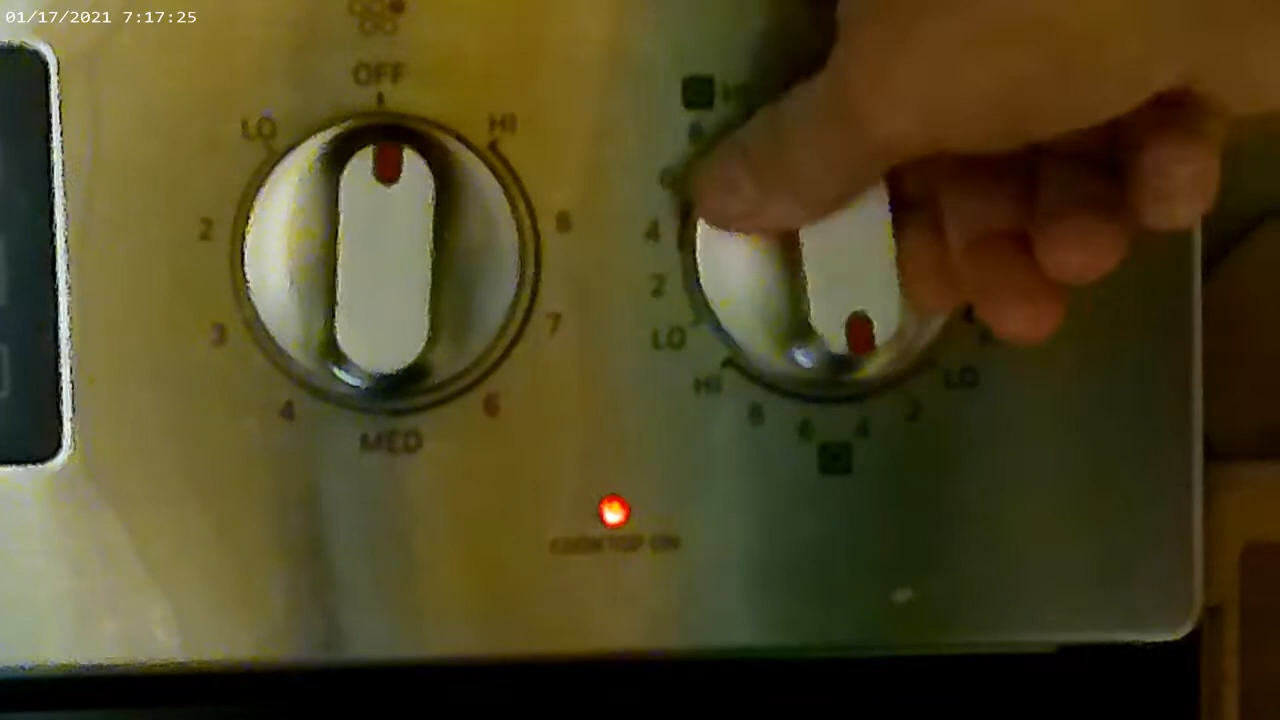 01/17/2021 7:17:25
OFF
LO HI
2 8
3 7
4 6
MED
4
2
LO
HI LO
8 6 4 2
COOKTOP ON